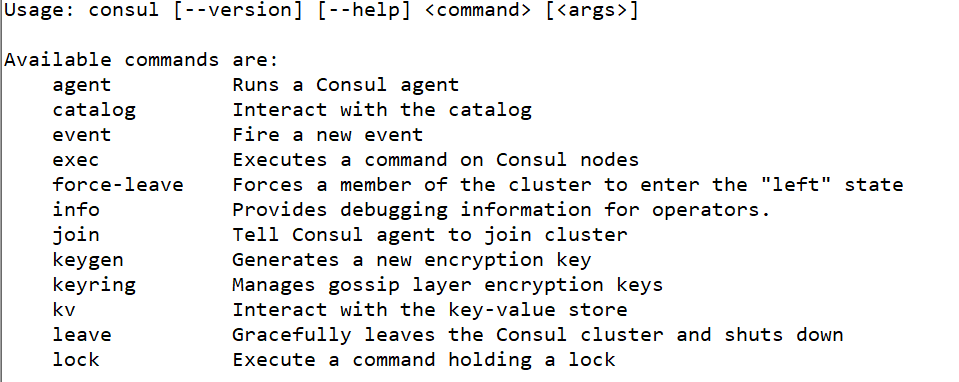 Usage: consul [--version] [--help] <command> [<args>]
Available commands are:
agent Runs a Consul agent
catalog Interact with the catalog
event Fire a new event
exec Executes a command on Consul nodes
force-leave Forces a member of the cluster to enter the "left" state
info Provides debugging information for operators.
join Tell Consul agent to join cluster
keygen Generates a new encryption key
keyring Manages gossip layer encryption keys
kv Interact with the key-value store
leave Gracefully leaves the Consul cluster and shuts down
lock Execute a command holding a lock